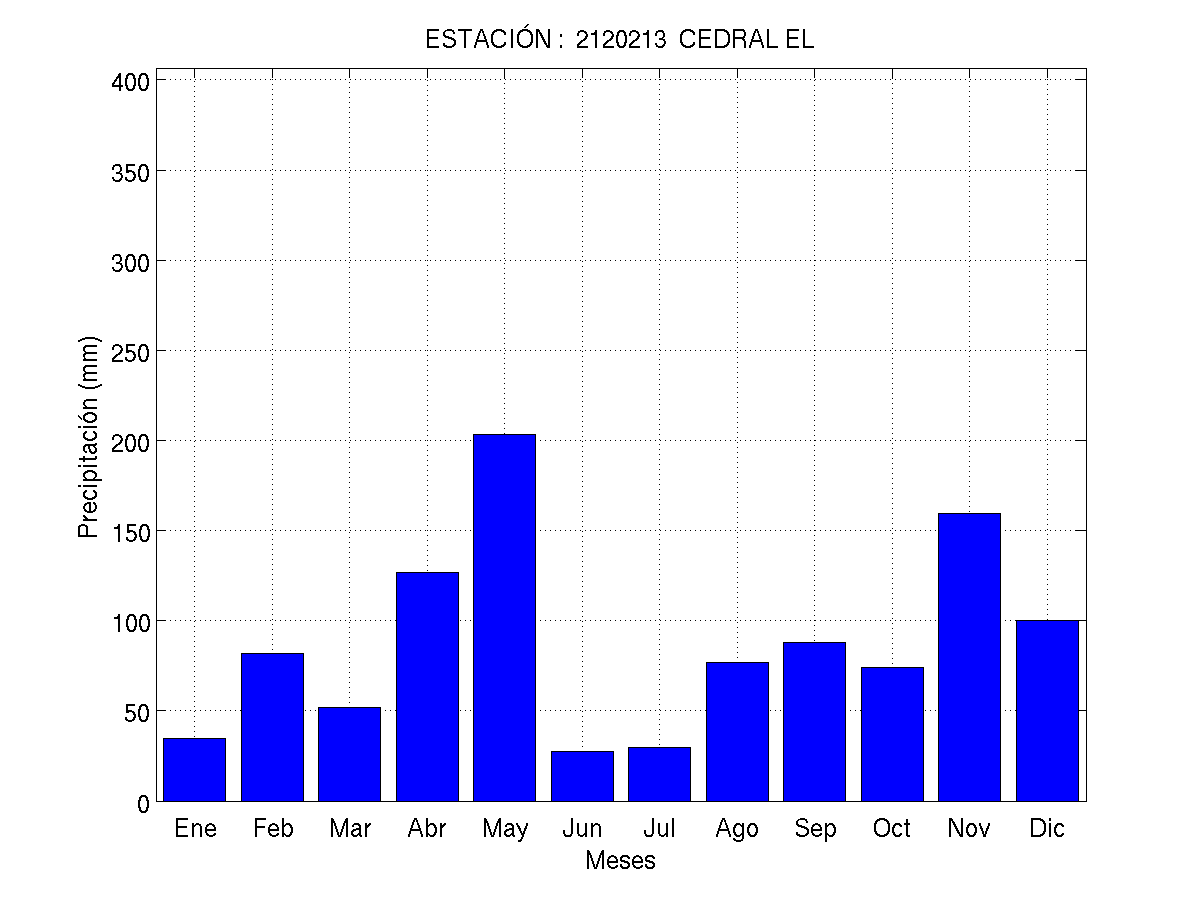 ESTACIÓN : 2120213 CEDRAL EL
400
350
300
250
200
150
100
50
0
Precipitación (mm)
Ene Feb Mar Abr May Jun Jul Ago Sep Oct Nov Dic
Meses